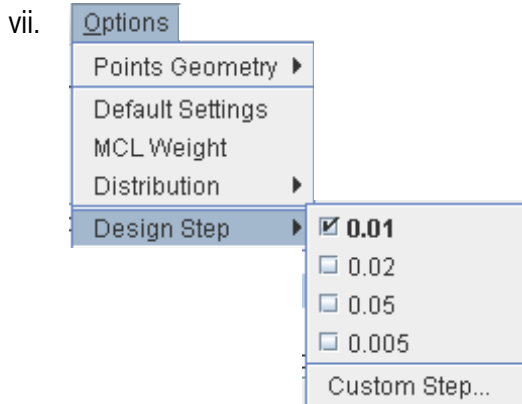 vii. Options
Points Geometry
Default Settings
MCL Weight
Distribution
Design Step
0.01
0.02
0.05
0.005
Custom Step...